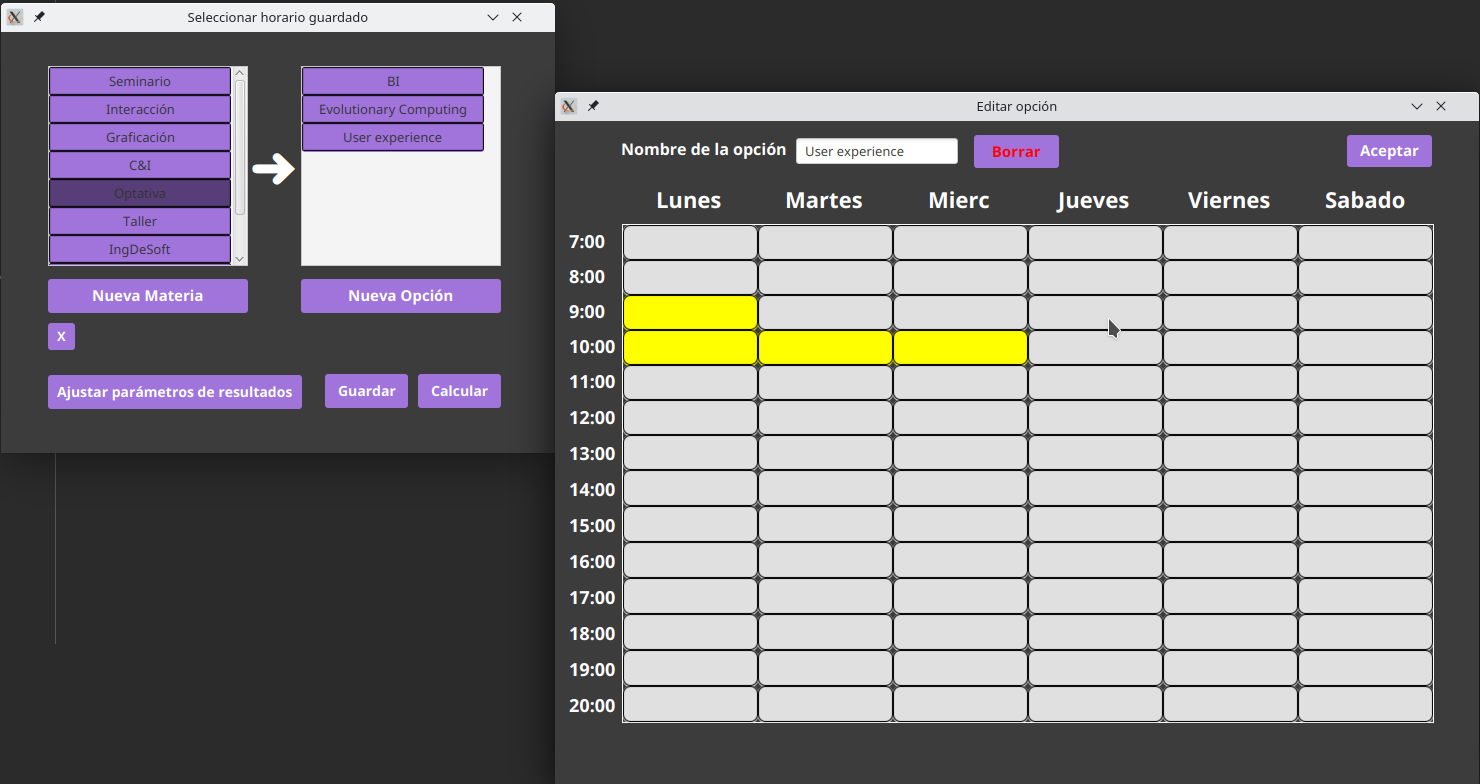 Seleccionar horario guardado
Seminario
Interacción
Graficación
C&I
Optativa
Taller
IngDeSoft
BI
Evolutionary Computing
User experience
Nueva Materia
Nueva Opción
X
Ajustar parámetros de resultados
Guardar
Calcular
Editar opción
Nombre de la opción
User experience
Borrar
Aceptar
Lunes Martes Mierc Jueves Viernes Sabado
7:00
8:00
9:00
10:00
11:00
12:00
13:00
14:00
15:00
16:00
17:00
18:00
19:00
20:00